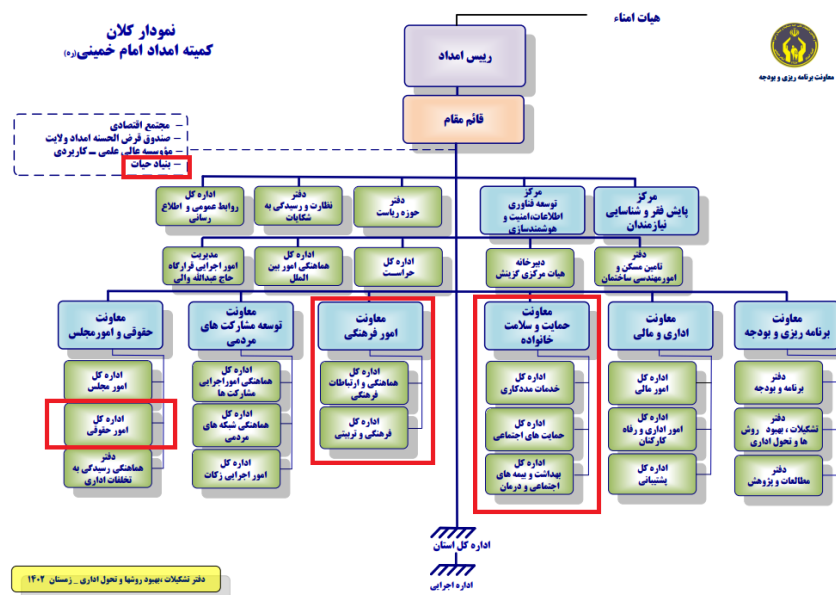 هیات امناء
نمودار کلان
کمیته امداد امام خمینی(ره)
معاونت برنامه ریزی و بودجه
رییس امداد
قائم مقام
– مجتمع اقتصادی
– صندوق قرض الحسنه امداد ولایت
– مؤسسه عالی علمی – کاربردی
– بنیاد حیات
مرکز
پایش فقر و شناسایی
نیازمندان
مرکز
توسعه فناوری
اطلاعات،امنیت و
هوشمندسازی
دفتر
حوزه ریاست
دفتر
نظارت و رسیدگی به
شکایات
اداره کل
روابط عمومی و اطلاع
رسانی
دفتر
تامین مسکن و
امورمهندسی ساختمان
دبیرخانه
هیات مرکزی گزینش
اداره کل
حراست
اداره کل
هماهنگی امور بین
الملل
مدیریت
امور اجرایی قرارگاه
حاج عبدالله والی
معاونت
برنامه ریزی و بودجه
دفتر
برنامه و بودجه
دفتر
تشکیلات ، بهبود روش
ها و تحول اداری
دفتر
مطالعات و پژوهش
معاونت
اداری و مالی
اداره کل
امور مالی
اداره کل
امور اداری و رفاه
کارکنان
اداره کل
پشتیبانی
معاونت
حمایت و سلامت
خانواده
اداره کل
خدمات مددکاری
اداره کل
حمایت های اجتماعی
اداره کل
بهداشت و بیمه های
اجتماعی و درمان
معاونت
امور فرهنگی
اداره کل
هماهنگی و ارتباطات
فرهنگی
اداره کل
فرهنگی و تربیتی
معاونت
توسعه مشارکت های
مردمی
اداره کل
هماهنگی اموراجرایی
مشارکت ها
اداره کل
هماهنگی شبکه های
مردمی
اداره کل
امور اجرایی زکات
معاونت
حقوقی و امورمجلس
اداره کل
امور مجلس
اداره کل
امور حقوقی
دفتر
هماهنگی رسیدگی به
تخلفات اداری
اداره کل استان
اداره اجرایی
دفتر تشکیلات ،بهبود روشها و تحول اداری _ زمستان ۱۴۰۲